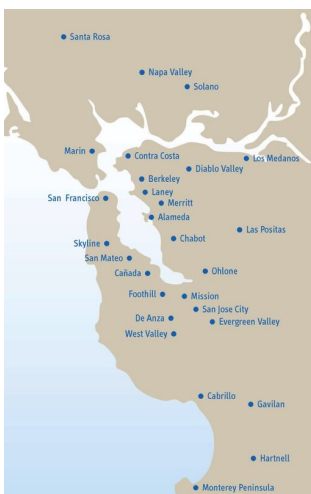 Santa Rosa
Napa Valley
Solano
Marin
Contra Costa
Los Medanos
Diablo Valley
Berkeley
Laney
San Francisco
Merritt
Alameda
Las Positas
Chabot
Skyline
San Mateo
Cañada
Ohlone
Foothill
Mission
San Jose City
De Anza
Evergreen Valley
West Valley
Cabrillo
Gavilan
Hartnell
Monterey Peninsula